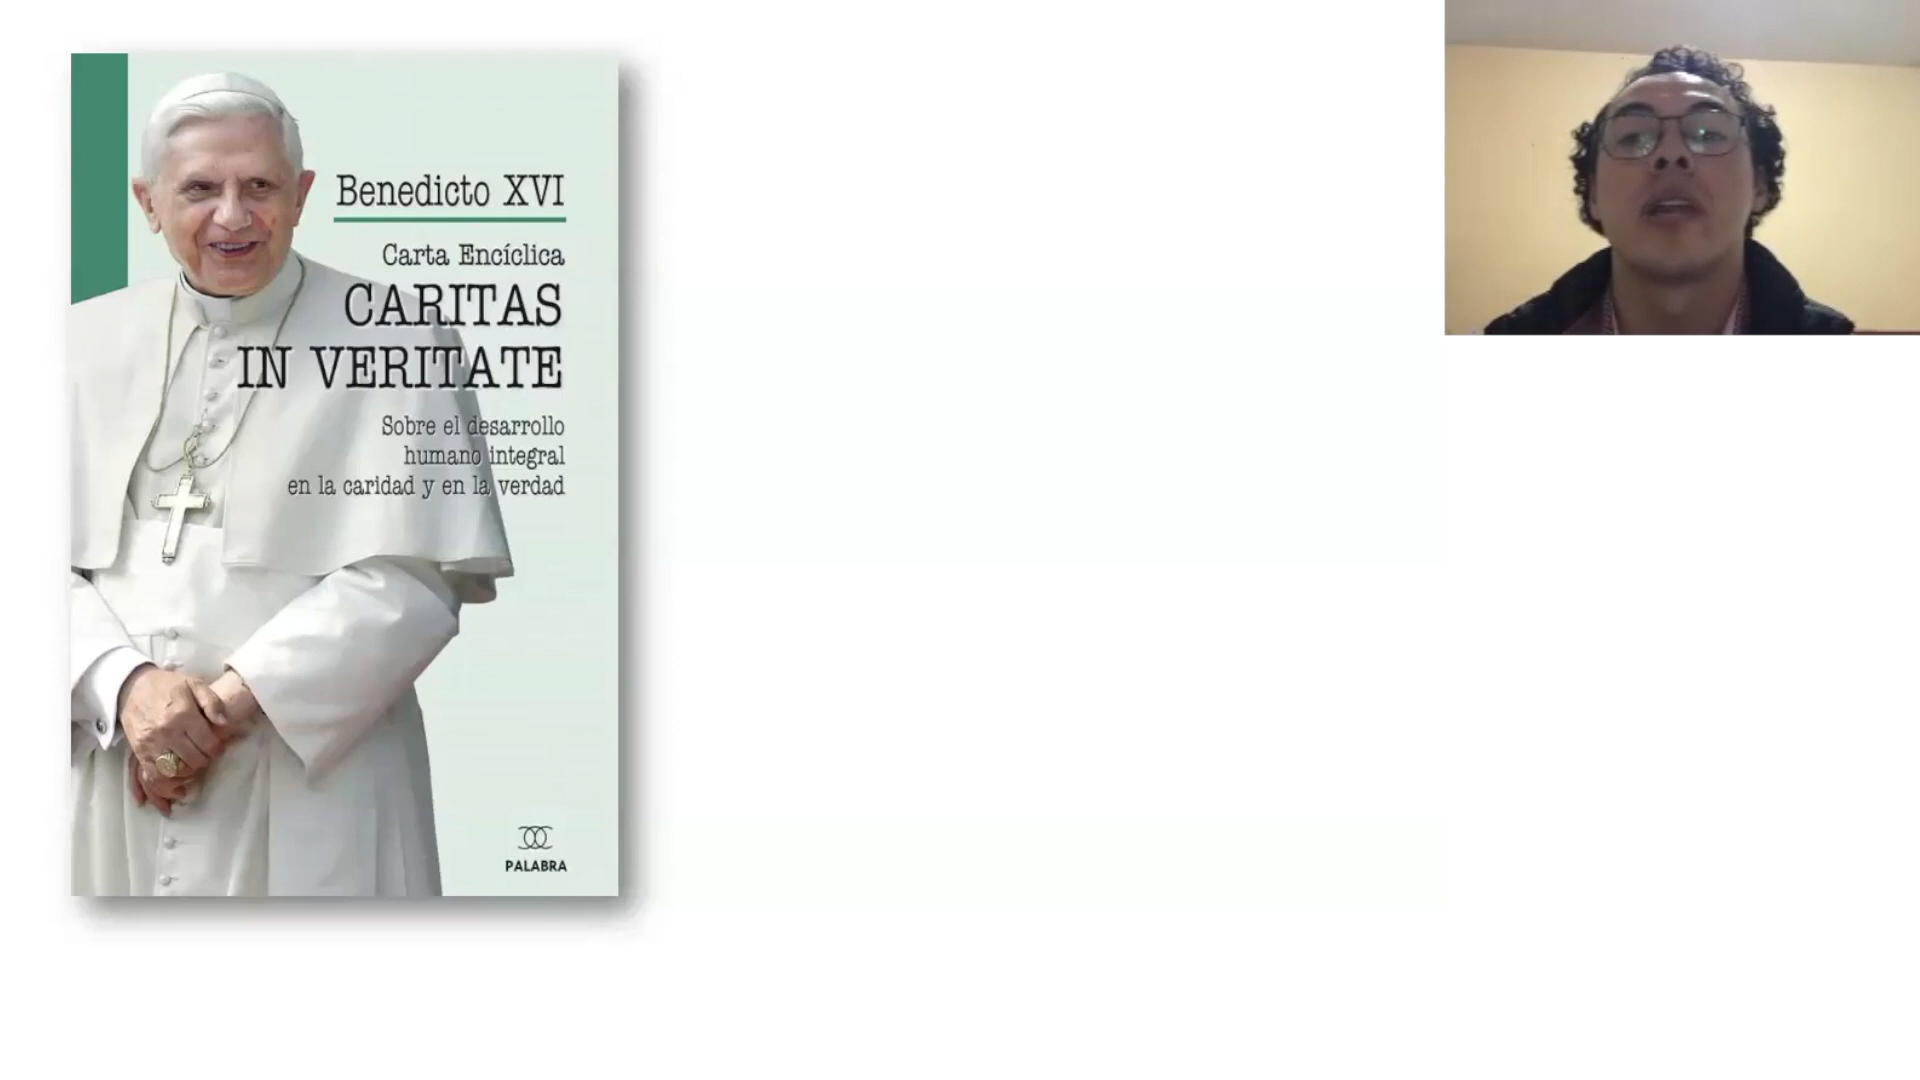 Benedicto XVI
Carta Encíclica
CARITAS
IN VERITATE
Sobre el desarrollo
humano integral
en la caridad y en la verdad
PALABRA